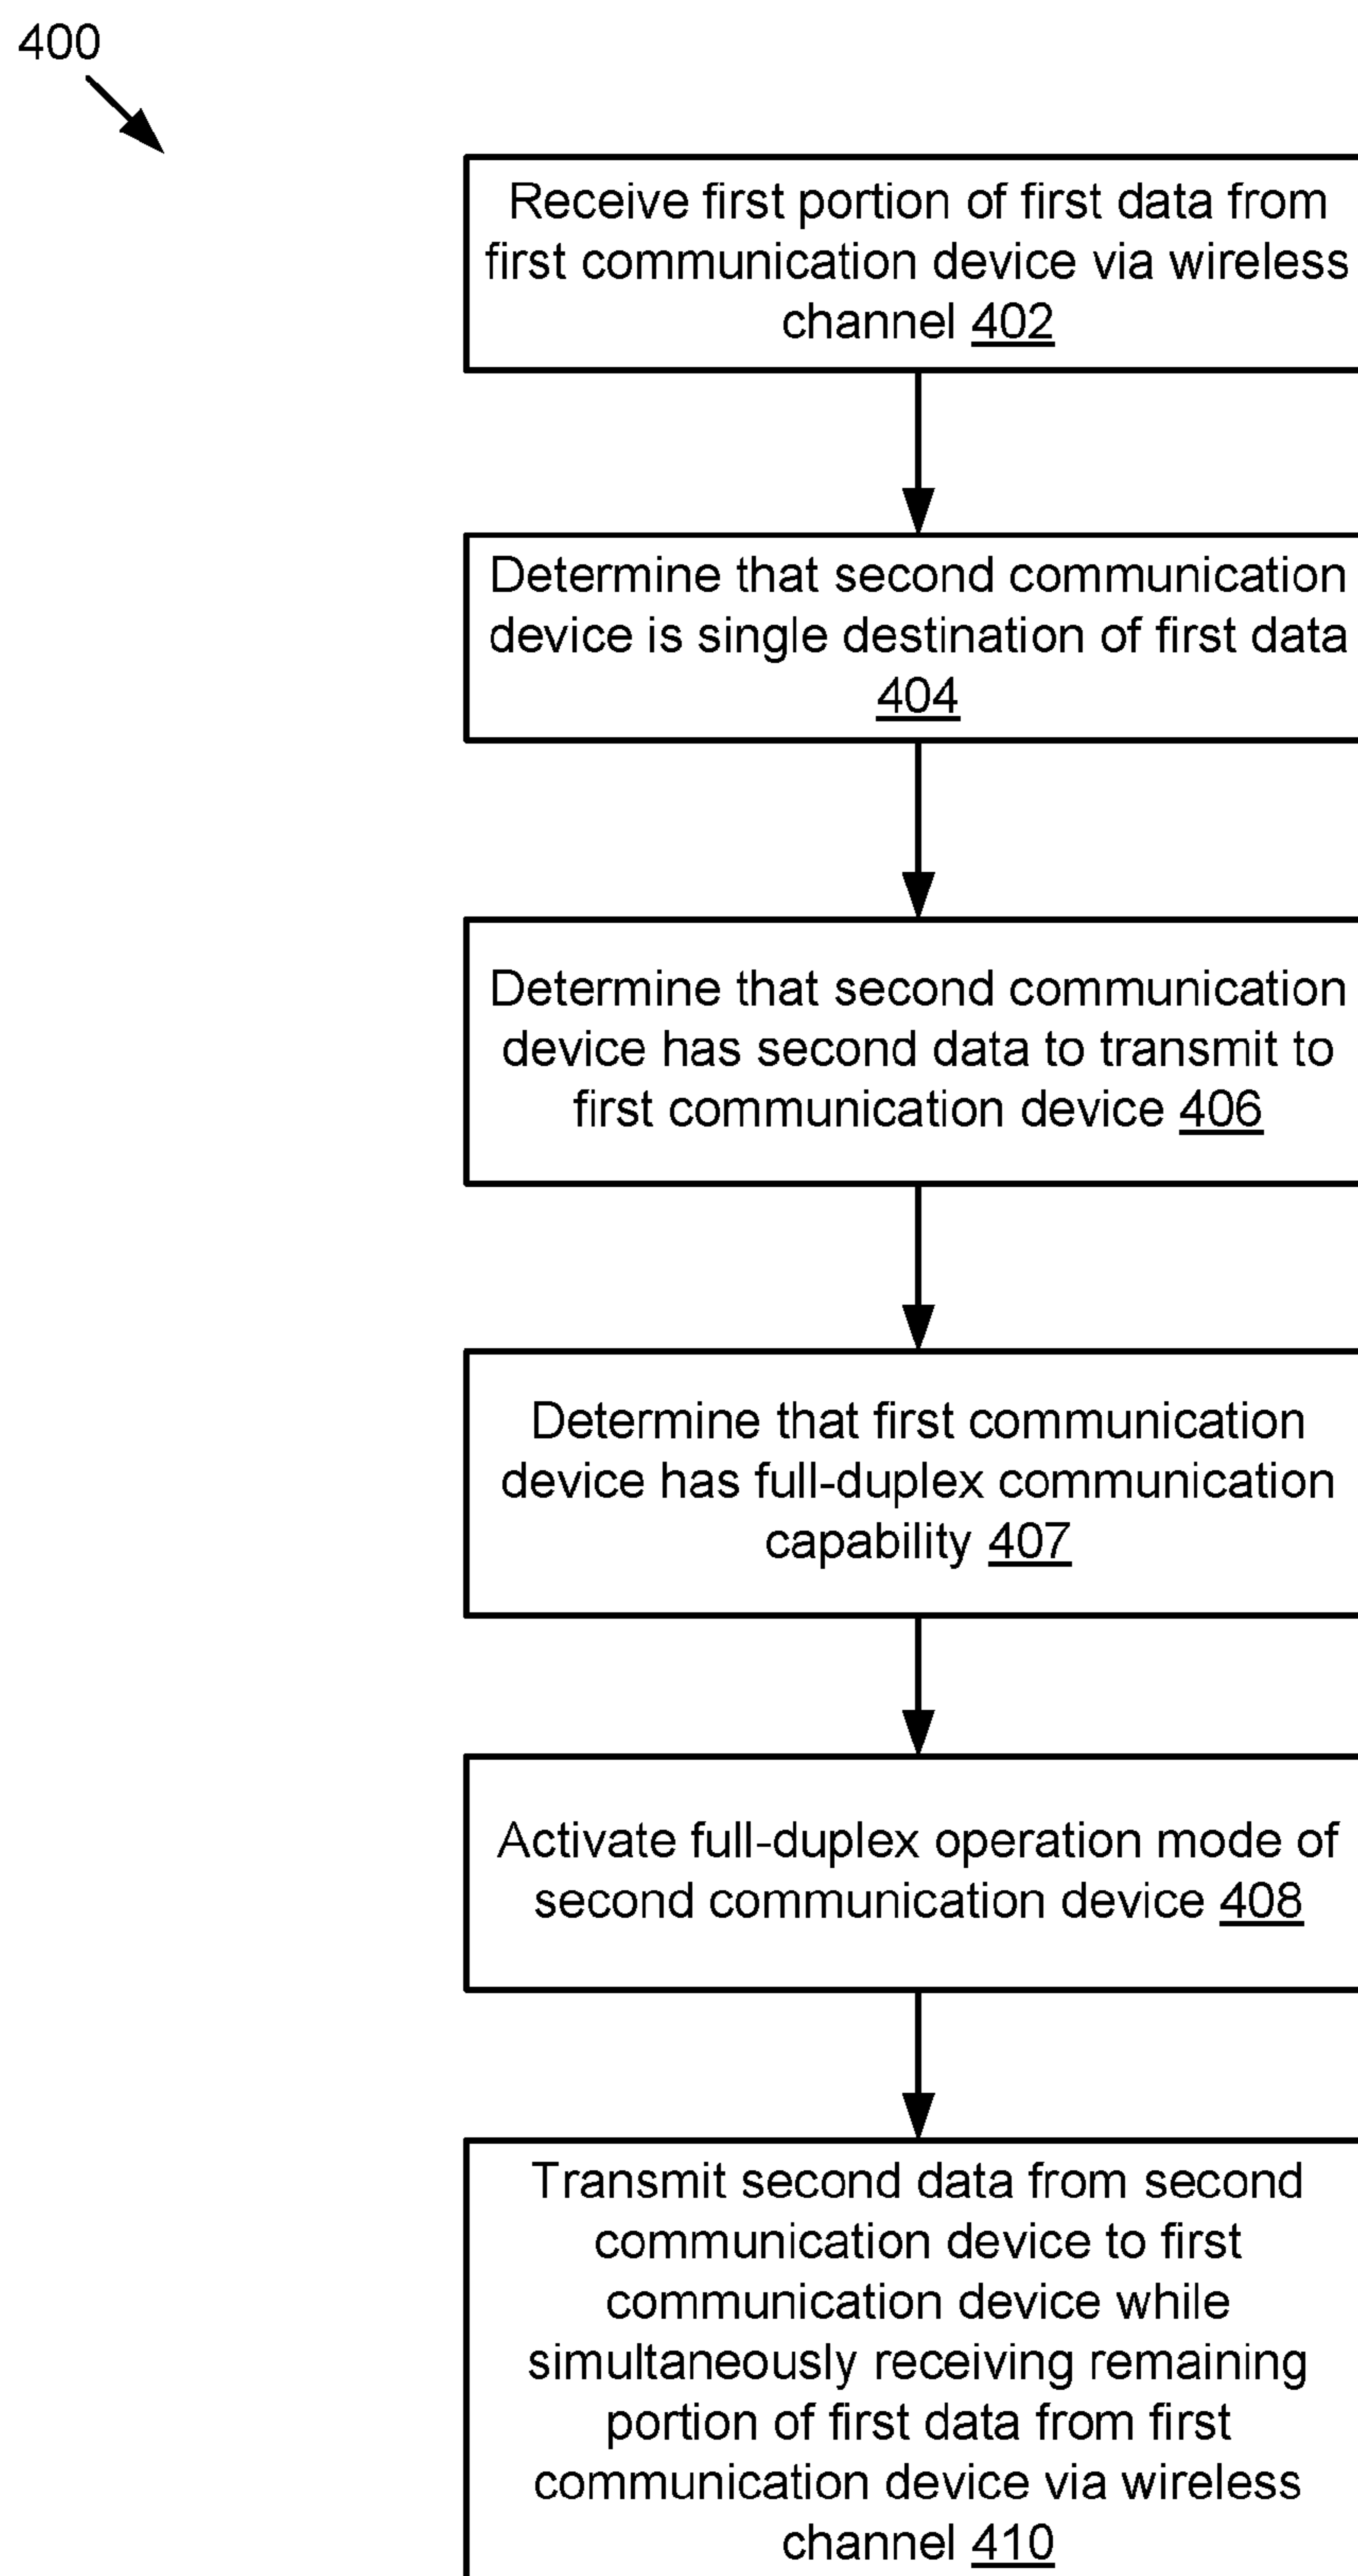 400
Receive first portion of first data from
first communication device via wireless
channel 402
Determine that second communication
device is single destination of first data
404
Determine that second communication
device has second data to transmit to
first communication device 406
Determine that first communication
device has full-duplex communication
capability 407
Activate full-duplex operation mode of
second communication device 408
Transmit second data from second
communication device to first
communication device while
simultaneously receiving remaining
portion of first data from first
communication device via wireless
channel 410